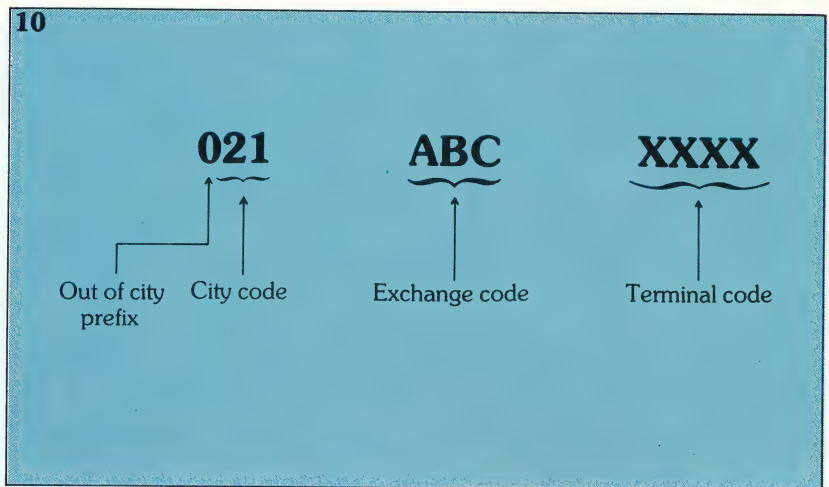 10
021 ABC XXXX
Out of city City code Exchange code Terminal code
prefix